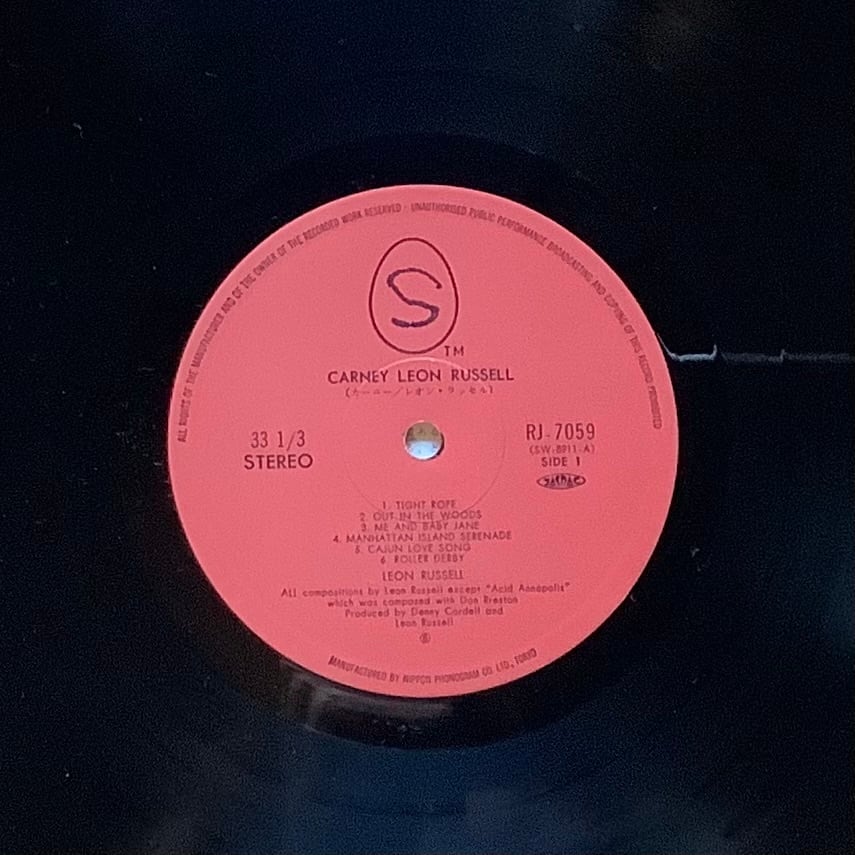 ALL RIGHTS OF THE MANUFACTURER AND OF THE OWNER OF THE RECORDED WORK RESERVED · UNAUTHORISED PUBLIC PERFORMANCE BROADCASTING AND COPYING OF THIS RECORD PROHIBITED
S
TM
CARNEY LEON RUSSELL
(カーニー/レオン・ラッセル)
33 1/3
STEREO
RJ-7059
(SW-8911-A)
SIDE 1
1. TIGHT ROPE
2. OUT IN THE WOODS
3. ME AND BABY JANE
4. MANHATTAN ISLAND SERENADE
5. CAJUN LOVE SONG
6. ROLLER DERBY
LEON RUSSELL
ALL compositions by Leon Russell except "Acid Annapolis"
which was composed with Don Preston
Produced by Denny Cordell and
Leon Russell
MANUFACTURED BY NIPPON PHONOGRAM CO. LTD., TOKYO